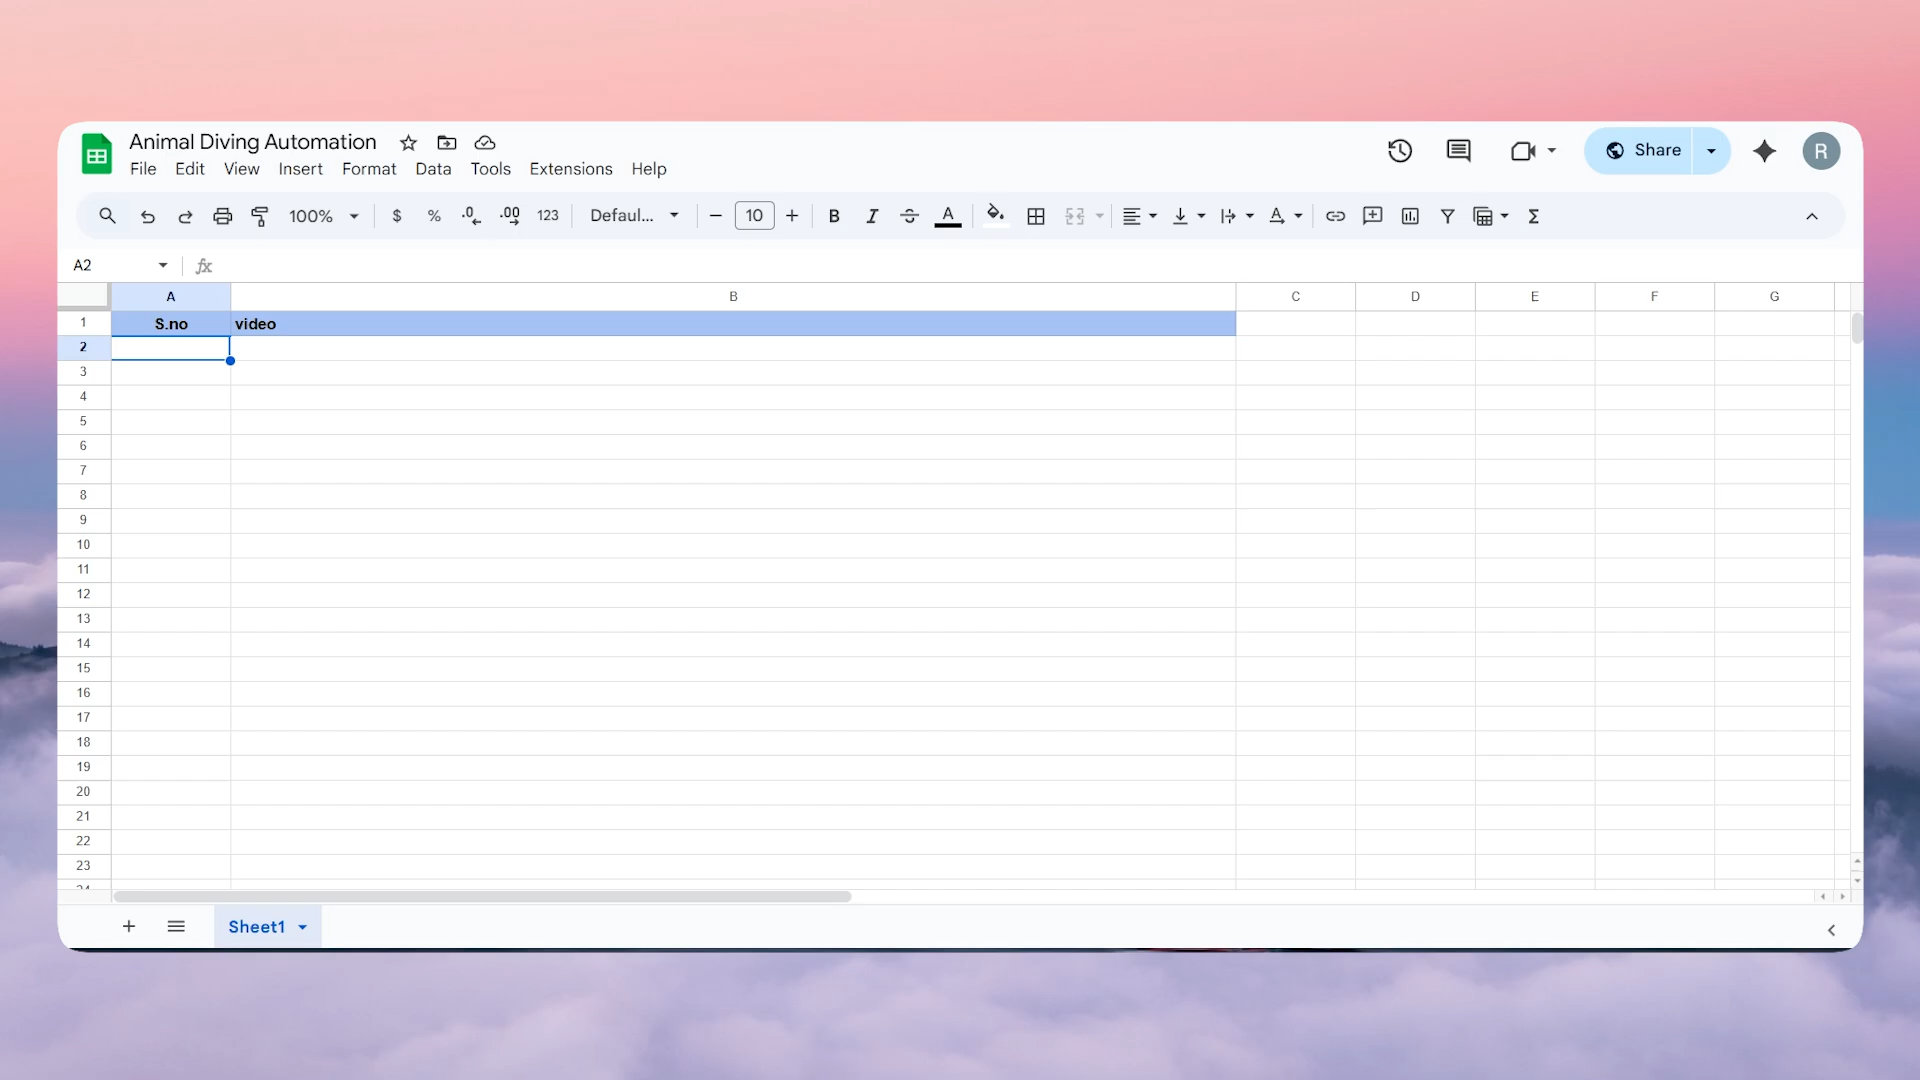 Animal Diving Automation
Share
R
File Edit View Insert Format Data Tools Extensions Help
100% $ % .0 .00 123 Defaul... 10 B I A A Σ
A2 fx
A B C D E F G
1 S.no video
2
3
4
5
6
7
8
9
10
11
12
13
14
15
16
17
18
19
20
21
22
23
24
Sheet1